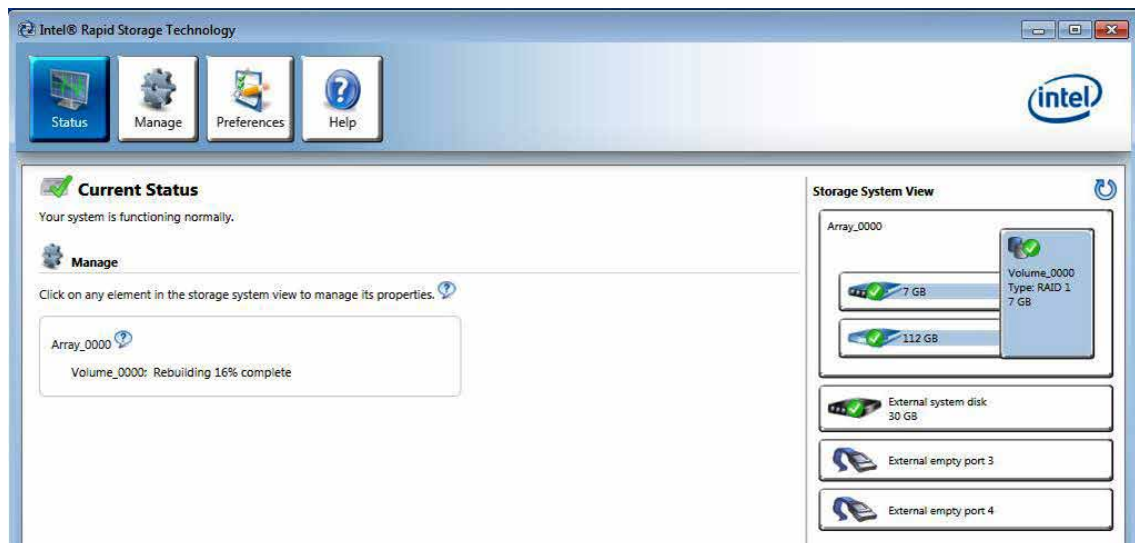 Intel® Rapid Storage Technology
Status
Manage
Preferences
Help
intel
Current Status
Your system is functioning normally.
Manage
Click on any element in the storage system view to manage its properties.
Array_0000
Volume_0000: Rebuilding 16% complete
Storage System View
Array_0000
Volume_0000
Type: RAID 1
7 GB
7 GB
112 GB
External system disk
30 GB
External empty port 3
External empty port 4